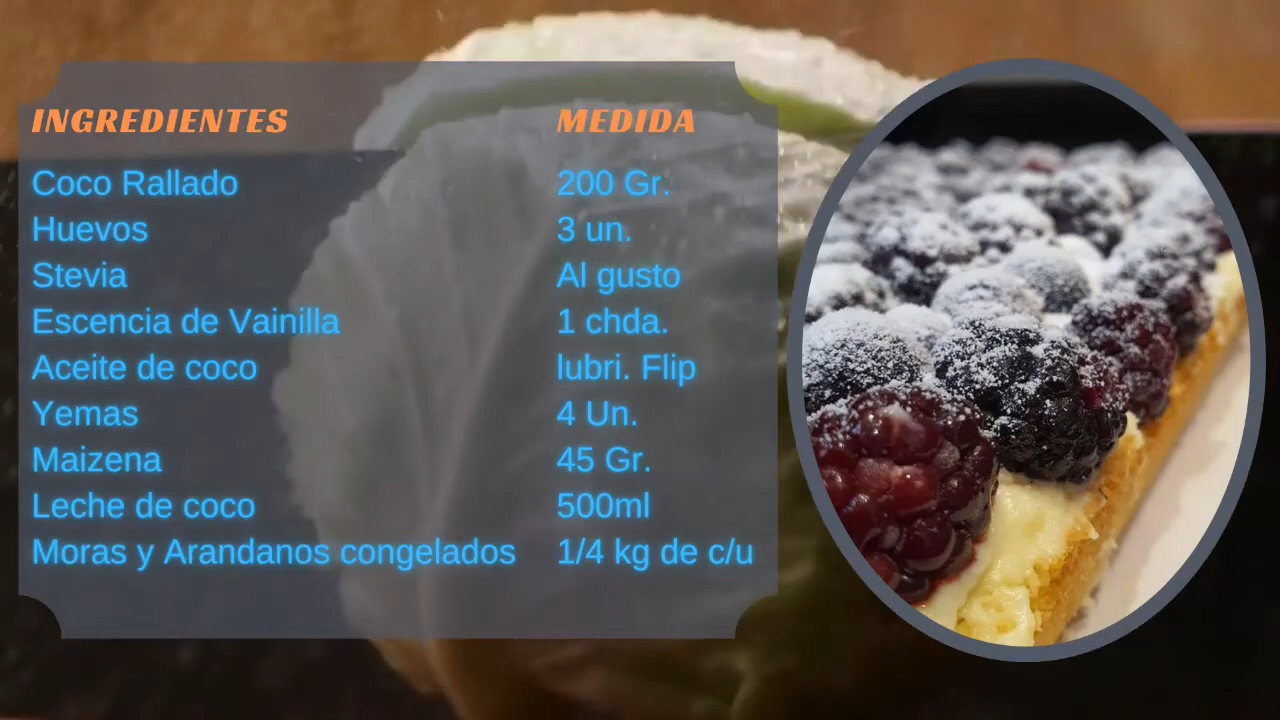 INGREDIENTES MEDIDA
Coco Rallado 200 Gr.
Huevos 3 un.
Stevia Al gusto
Escencia de Vainilla 1 chda.
Aceite de coco lubri. Flip
Yemas 4 Un.
Maizena 45 Gr.
Leche de coco 500ml
Moras y Arandanos congelados 1/4 kg de c/u